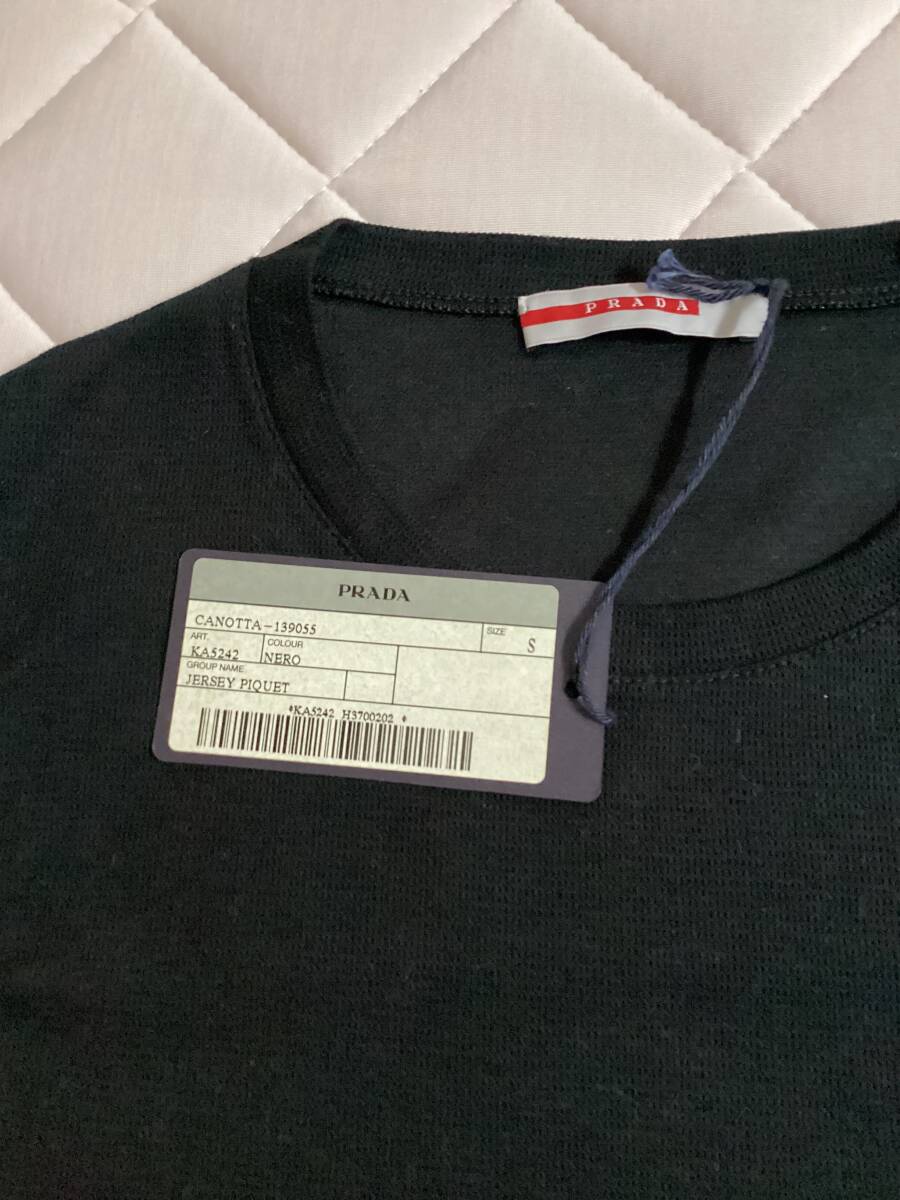 PRADA
PRADA
CANOTTA-139055
SIZE
S
ART.
KA5242
COLOUR
NERO
GROUP NAME.
JERSEY PIQUET
*KA5242 H3700202 *